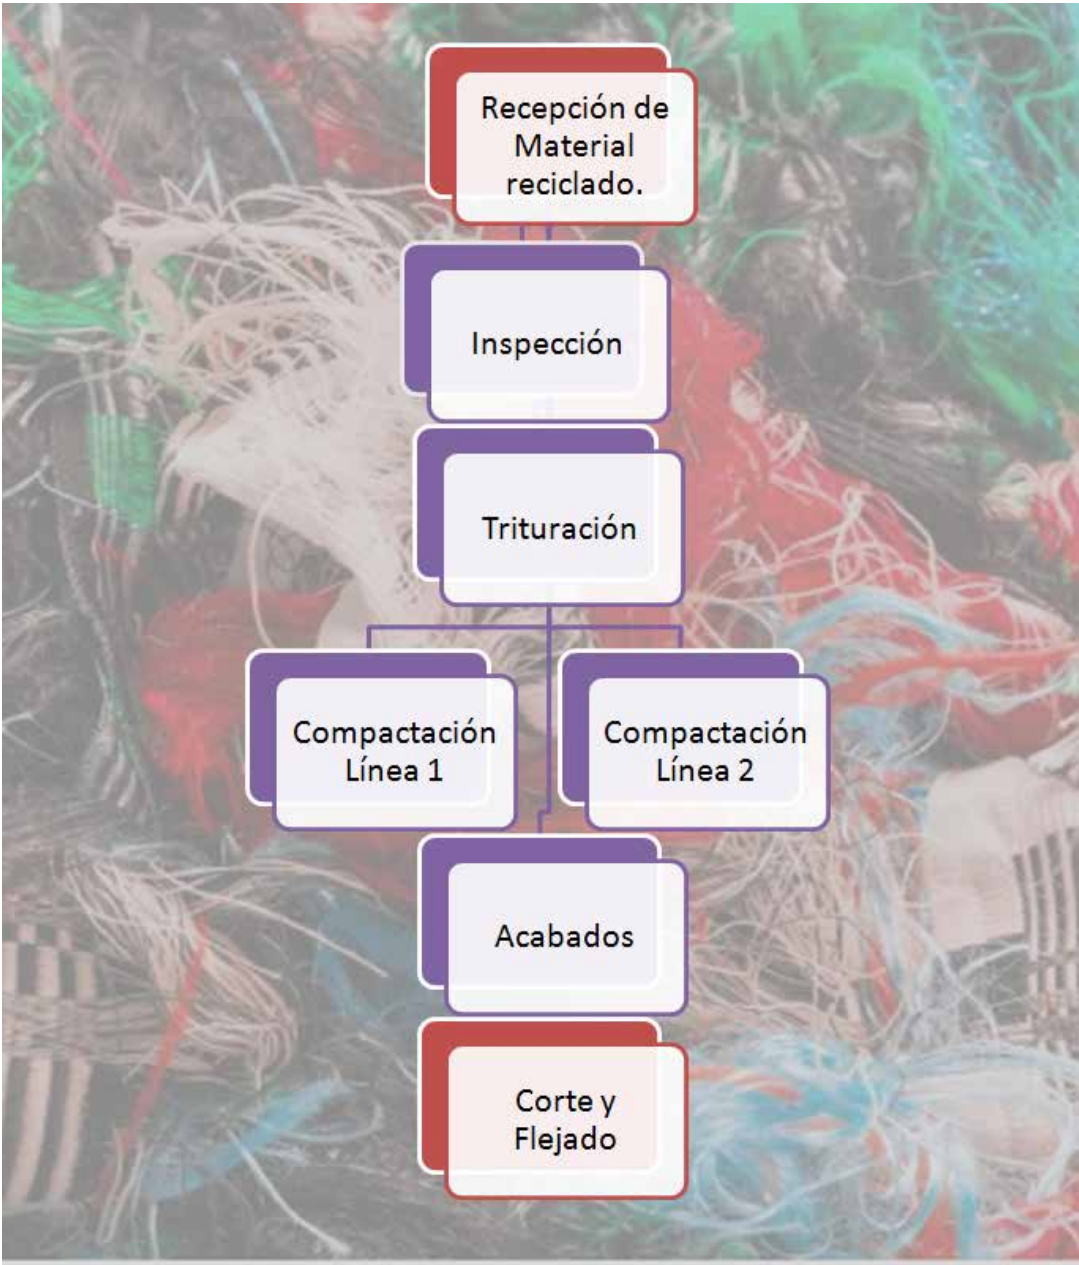 Recepción de
Material
reciclado.
Inspección
Trituración
Compactación
Línea 1
Compactación
Línea 2
Acabados
Corte y
Flejado